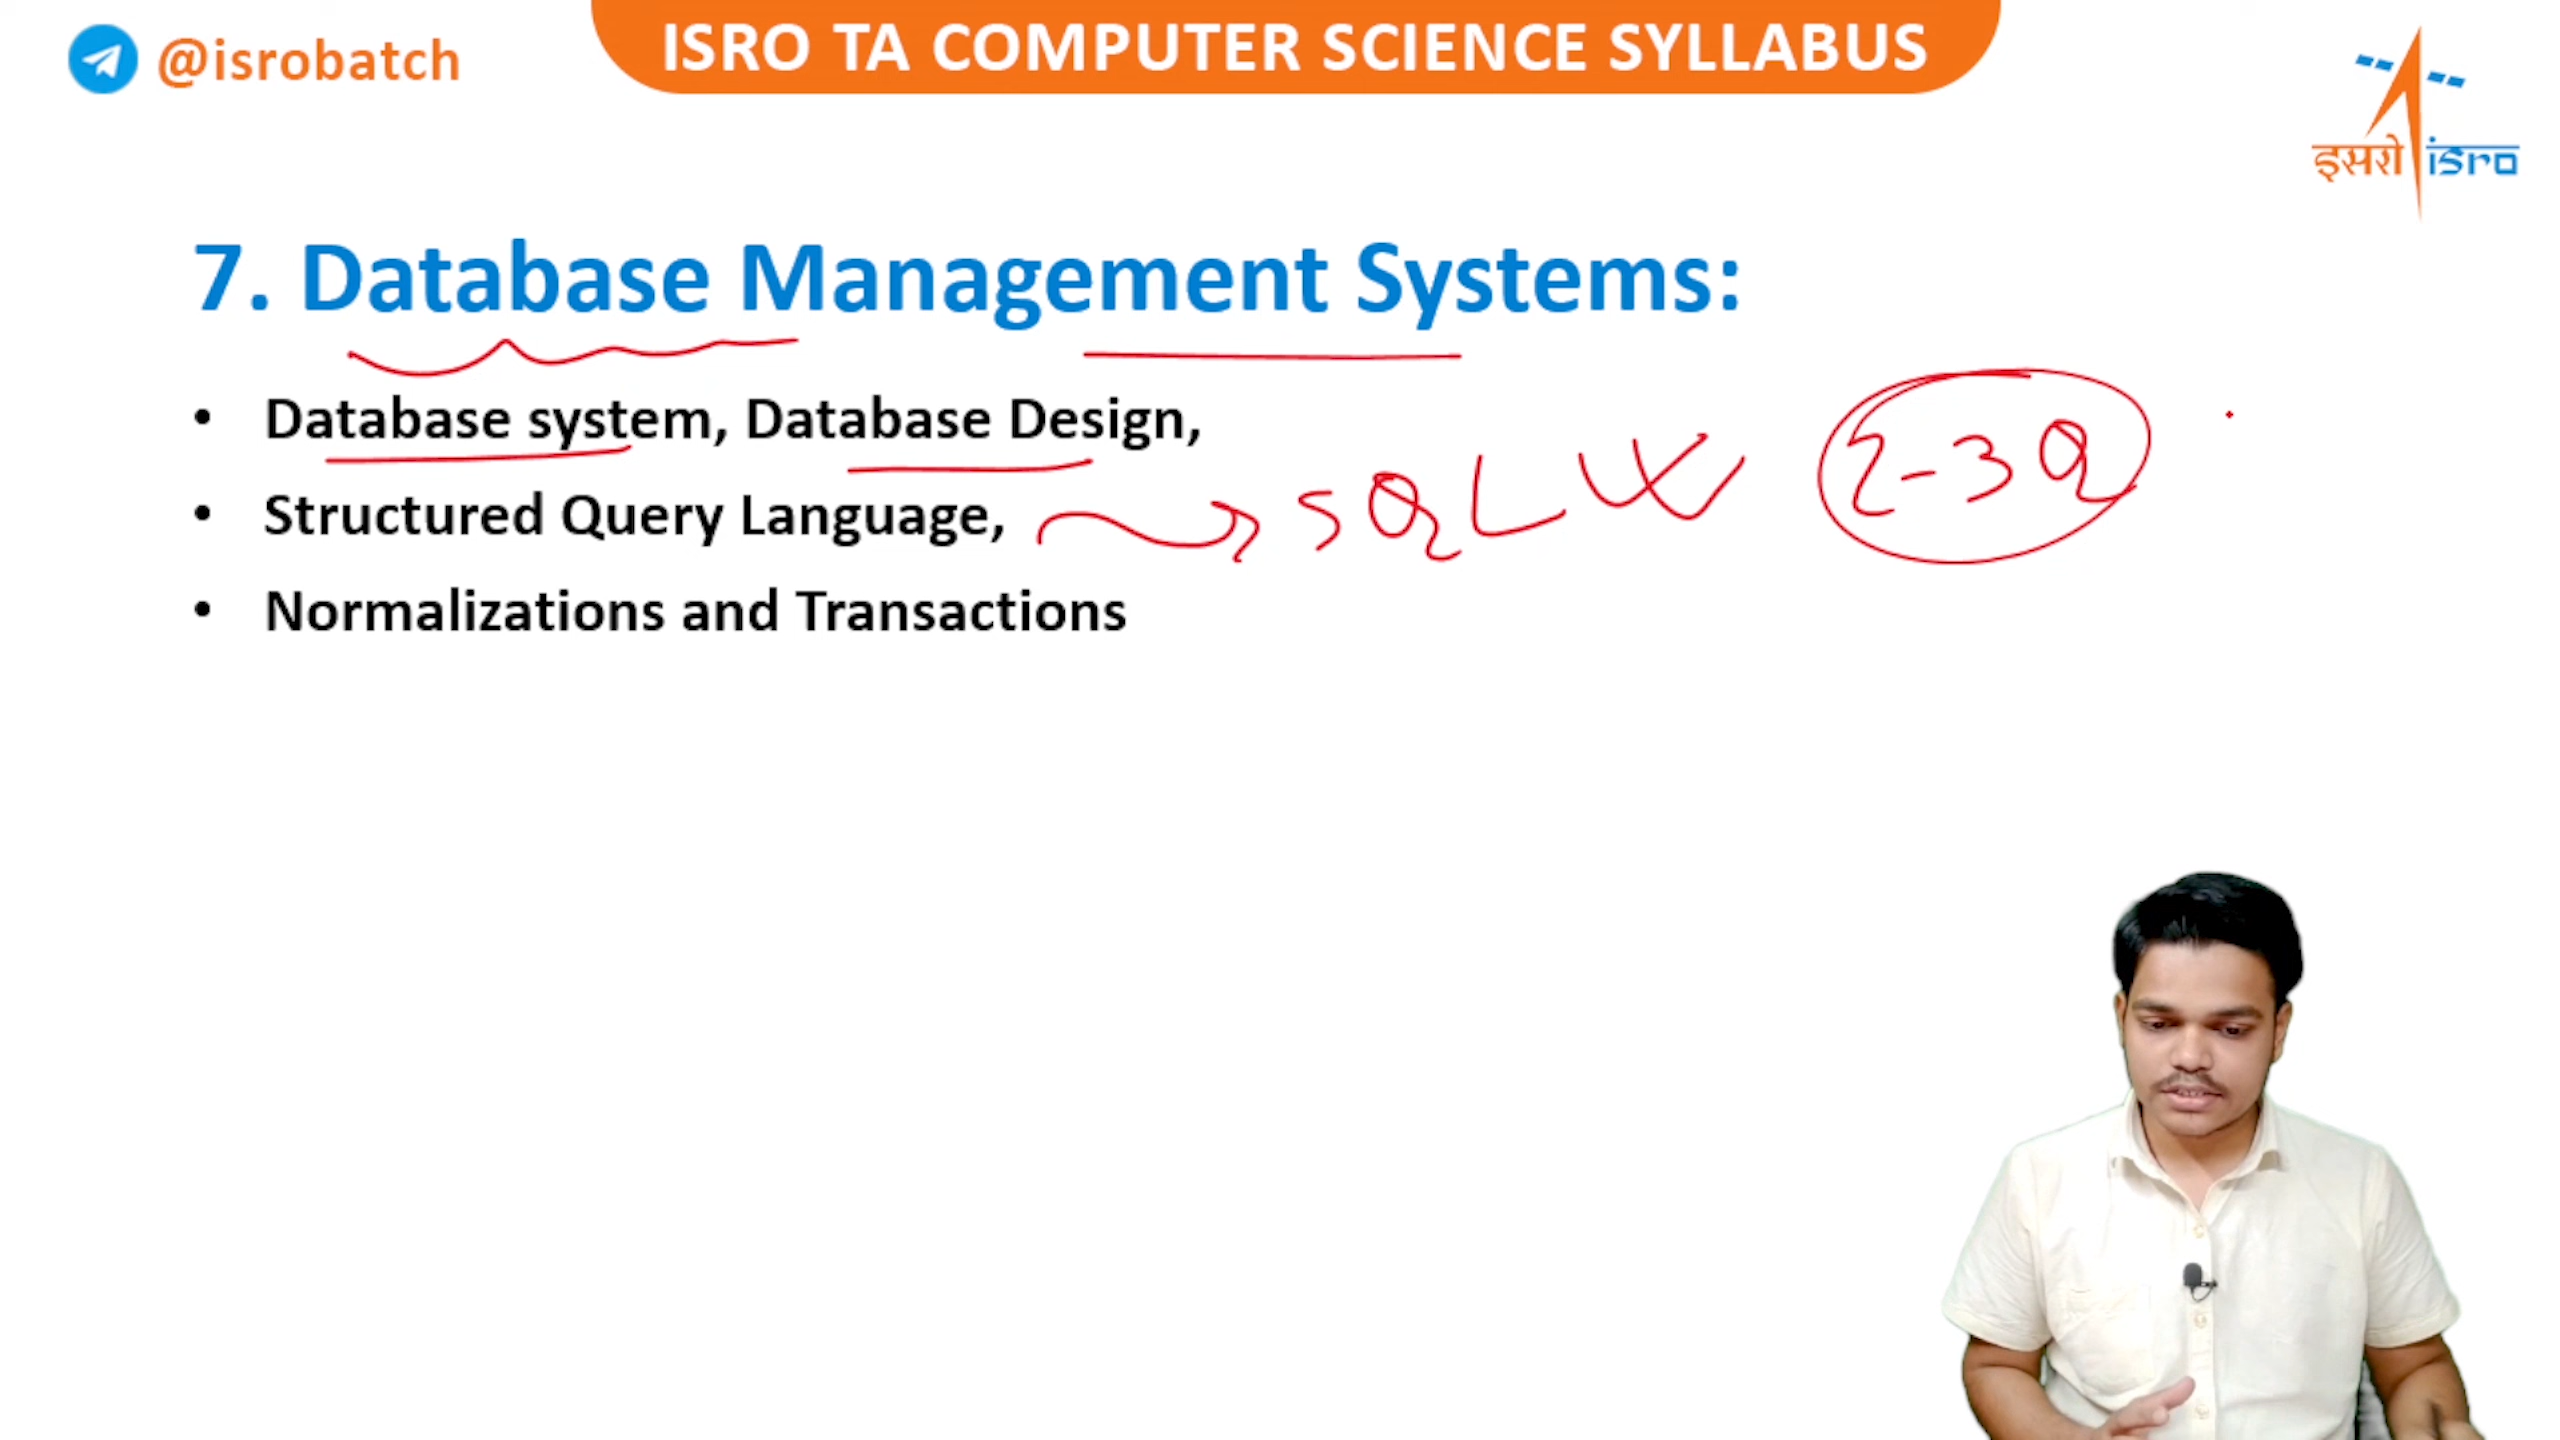 @isrobatch
ISRO TA COMPUTER SCIENCE SYLLABUS
इसरो isro
7. Database Management Systems:
• Database system, Database Design,
• Structured Query Language, SQL 2-3Q
• Normalizations and Transactions